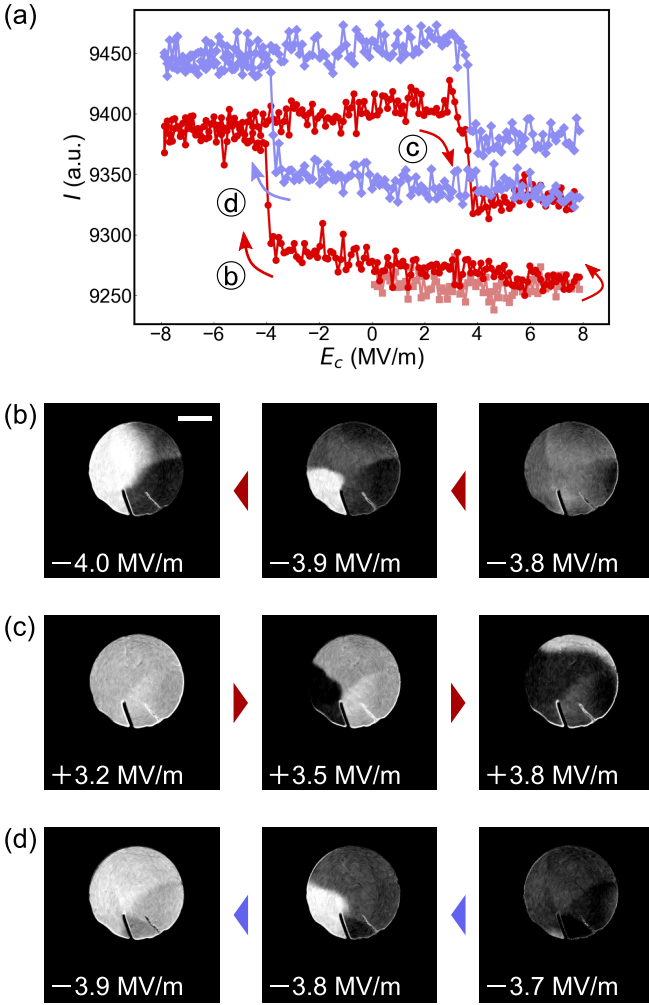 (a)
9450
9400
9350
9300
9250
I (a.u.)
c
d
b
−8 −6 −4 −2 0 2 4 6 8
E_c (MV/m)
(b)
−4.0 MV/m −3.9 MV/m −3.8 MV/m
(c)
+3.2 MV/m +3.5 MV/m +3.8 MV/m
(d)
−3.9 MV/m −3.8 MV/m −3.7 MV/m